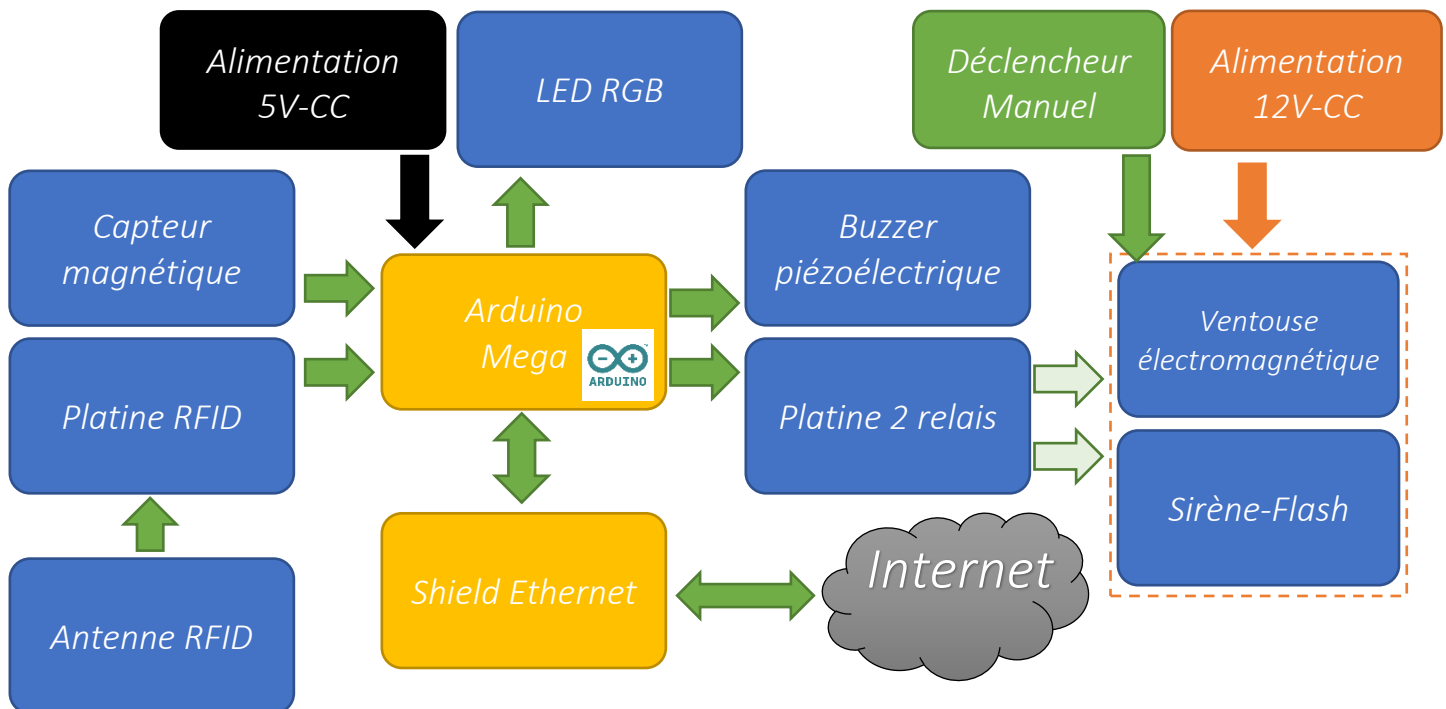 Alimentation
5V-CC
LED RGB
Déclencheur
Manuel
Alimentation
12V-CC
Capteur
magnétique
Arduino
Mega
ARDUINO
Buzzer
piézoélectrique
Ventouse
électromagnétique
Platine RFID
Platine 2 relais
Sirène-Flash
Antenne RFID
Shield Ethernet
Internet